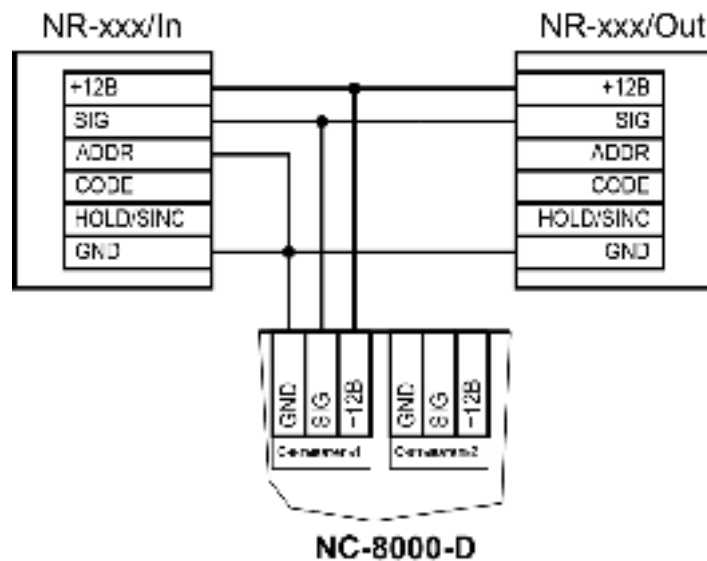 NR-xxx/In
NR-xxx/Out
+12В
SIG
ADDR
CODE
HOLD/SINC
GND
+12В
SIG
ADDR
CODE
HOLD/SINC
GND
GND
SIG
+12В
GND
SIG
+12В
NC-8000-D